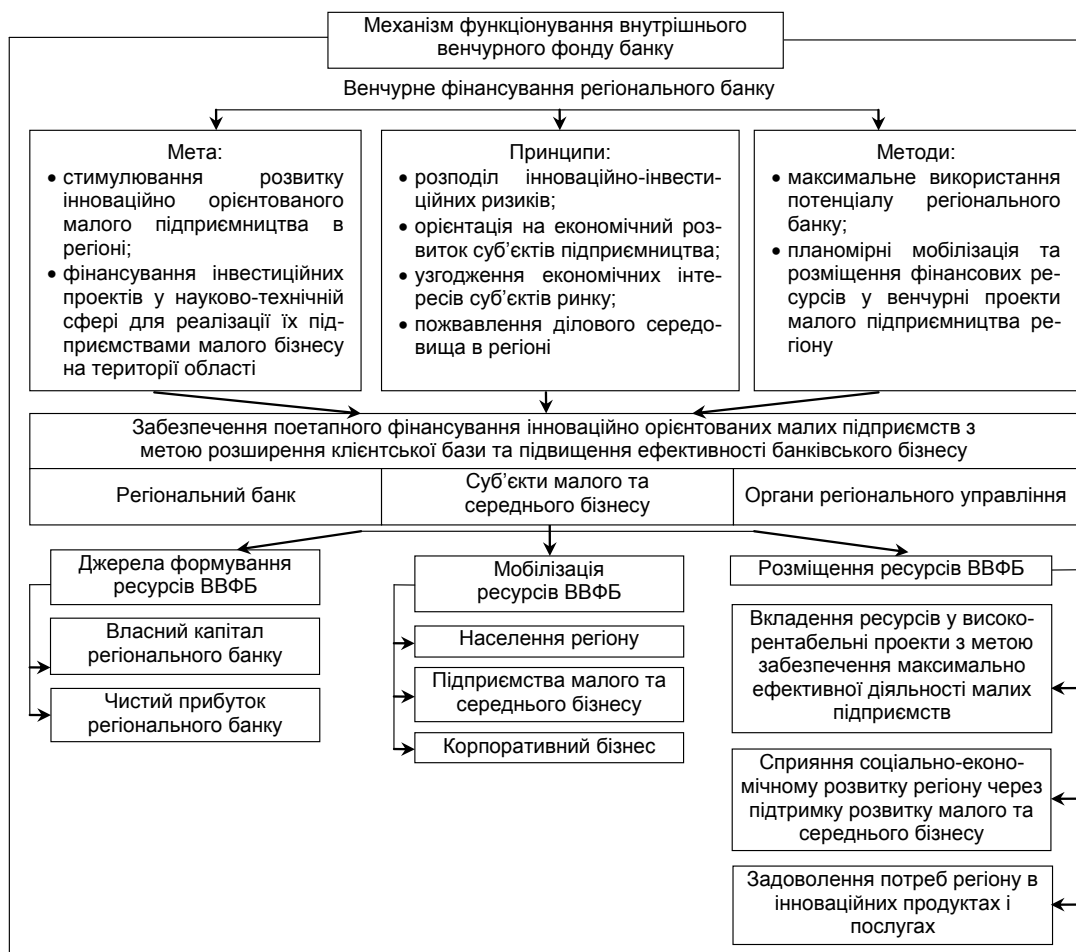 Механізм функціонування внутрішнього
венчурного фонду банку
Венчурне фінансування регіонального банку
Мета:
• стимулювання розвитку
інноваційно орієнтованого
малого підприємництва в
регіоні;
• фінансування інвестиційних
проектів у науково-технічній
сфері для реалізації їх під-
приємствами малого бізнесу
на території області
Принципи:
• розподіл інноваційно-інвести-
ційних ризиків;
• орієнтація на економічний роз-
виток суб’єктів підприємництва;
• узгодження економічних інте-
ресів суб’єктів ринку;
• пожвавлення ділового середо-
вища в регіоні
Методи:
• максимальне використання
потенціалу регіонального
банку;
• планомірні мобілізація та
розміщення фінансових ре-
сурсів у венчурні проекти
малого підприємництва ре-
гіону
Забезпечення поетапного фінансування інноваційно орієнтованих малих підприємств з
метою розширення клієнтської бази та підвищення ефективності банківського бізнесу
Регіональний банк
Суб’єкти малого та
середнього бізнесу
Органи регіонального управління
Джерела формування
ресурсів ВВФБ
Власний капітал
регіонального банку
Чистий прибуток
регіонального банку
Мобілізація
ресурсів ВВФБ
Населення регіону
Підприємства малого та
середнього бізнесу
Корпоративний бізнес
Розміщення ресурсів ВВФБ
Вкладення ресурсів у високо-
рентабельні проекти з метою
забезпечення максимально
ефективної діяльності малих
підприємств
Сприяння соціально-еконо-
мічному розвитку регіону через
підтримку розвитку малого та
середнього бізнесу
Задоволення потреб регіону в
інноваційних продуктах і
послугах